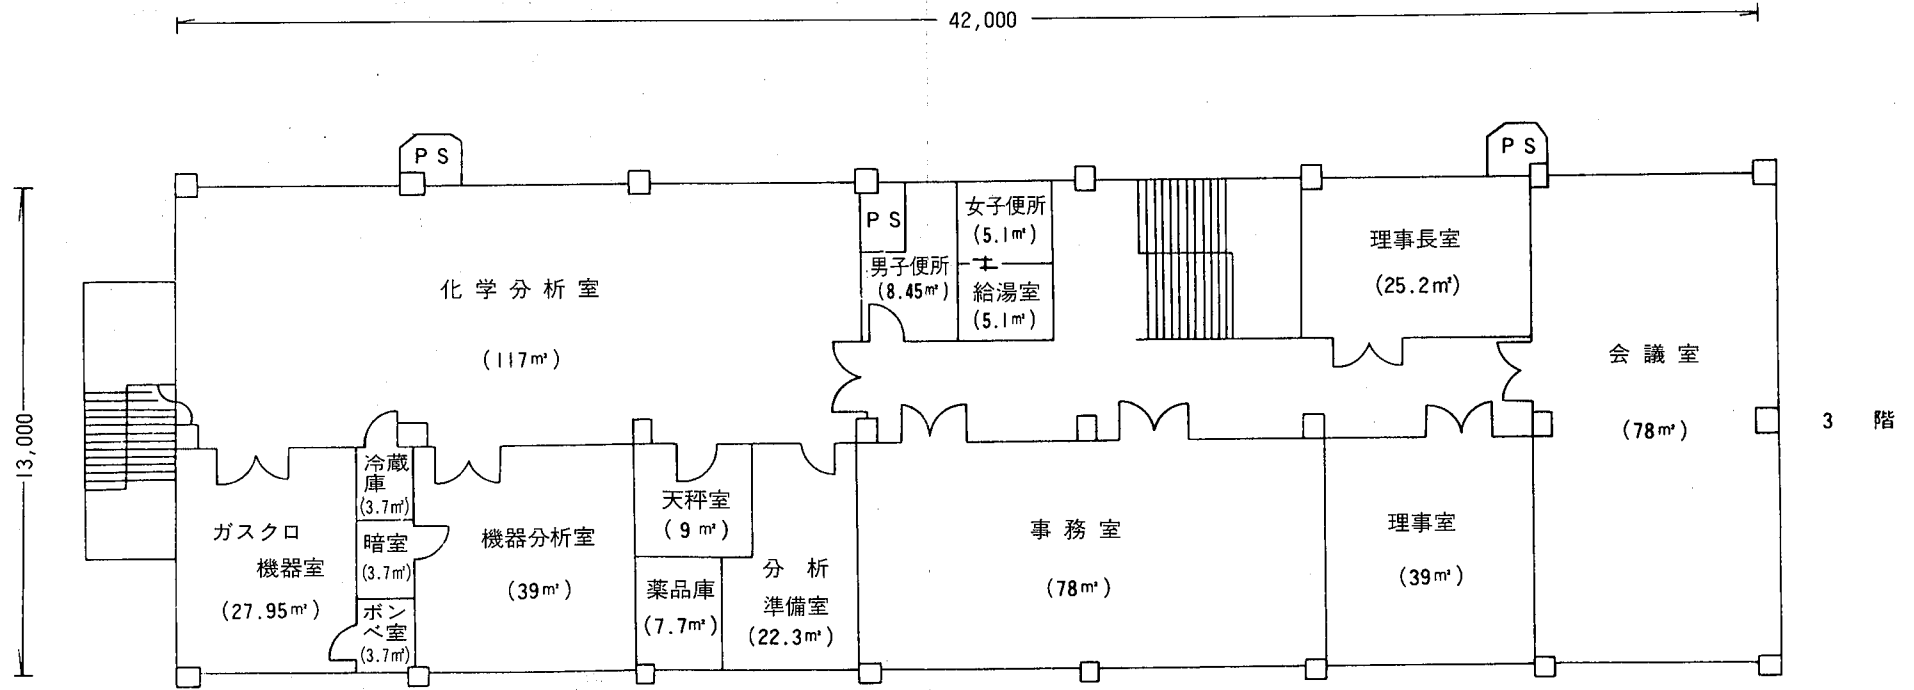 42,000
P S
P S
P S
女子便所
(5.1㎡)
理事長室
(25.2㎡)
男子便所
(8.45㎡)
給湯室
(5.1㎡)
化学分析室
(117㎡)
会議室
(78㎡)
3 階
13,000
冷蔵
庫
(3.7㎡)
天秤室
(9㎡)
ガスクロ
機器室
(27.95㎡)
暗室
(3.7㎡)
機器分析室
(39㎡)
事務室
(78㎡)
理事室
(39㎡)
分析
準備室
(22.3㎡)
薬品庫
(7.7㎡)
ボン
ベ室
(3.7㎡)